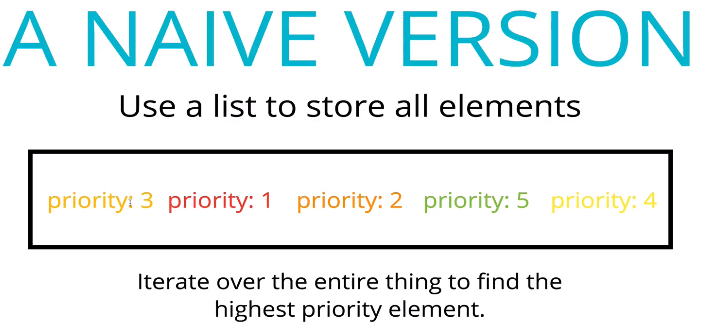 A NAIVE VERSION
Use a list to store all elements
priority: 3 priority: 1 priority: 2 priority: 5 priority: 4
Iterate over the entire thing to find the
highest priority element.